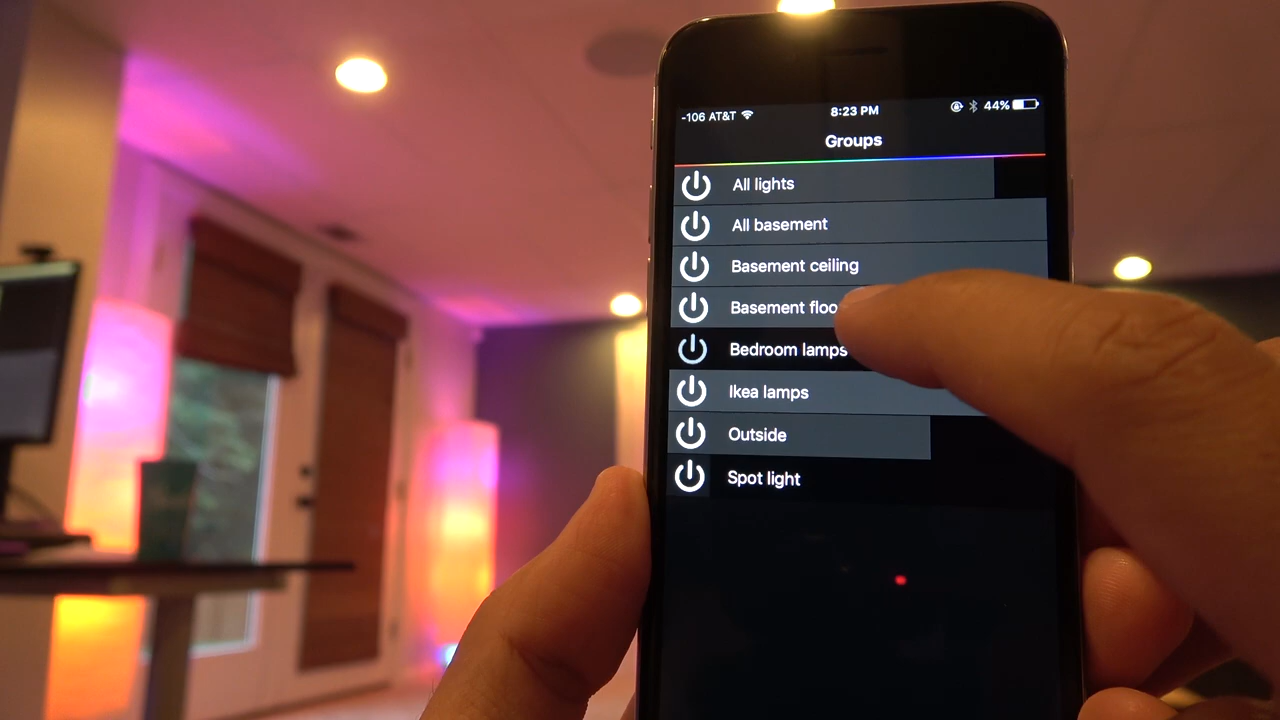 -106 AT&T 8:23 PM 44%
Groups
All lights
All basement
Basement ceiling
Basement floo
Bedroom lamps
Ikea lamps
Outside
Spot light